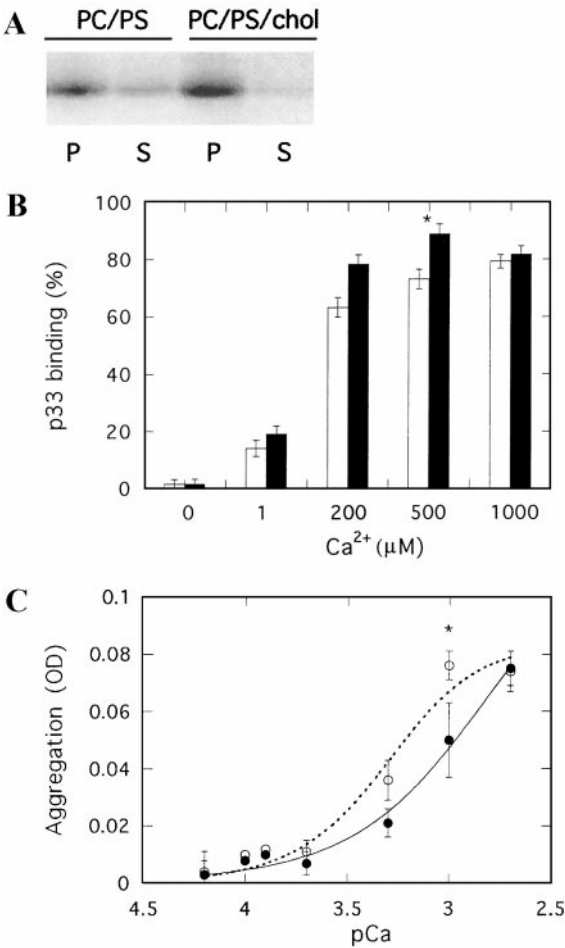 A
PC/PS PC/PS/chol
P S P S
B
100
80
60
40
20
0
p33 binding (%)
*
0 1 200 500 1000
Ca²⁺ (μM)
C
0.1
0.08
0.06
0.04
0.02
0
Aggregation (OD)
*
4.5 4 3.5 3 2.5
pCa